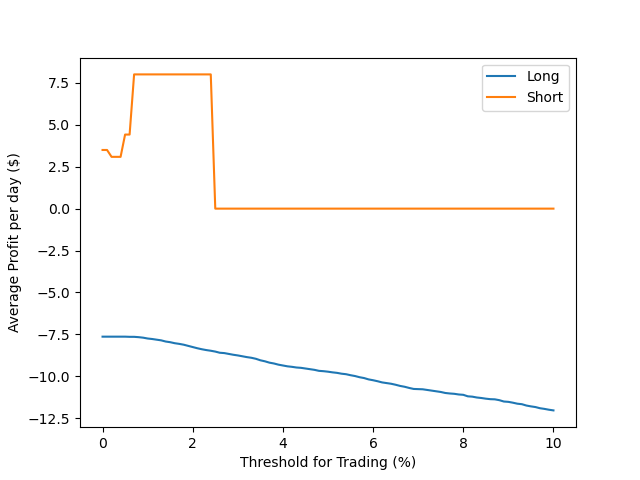 Long
Short
7.5
5.0
2.5
0.0
−2.5
−5.0
−7.5
−10.0
−12.5
Average Profit per day ($)
0 2 4 6 8 10
Threshold for Trading (%)